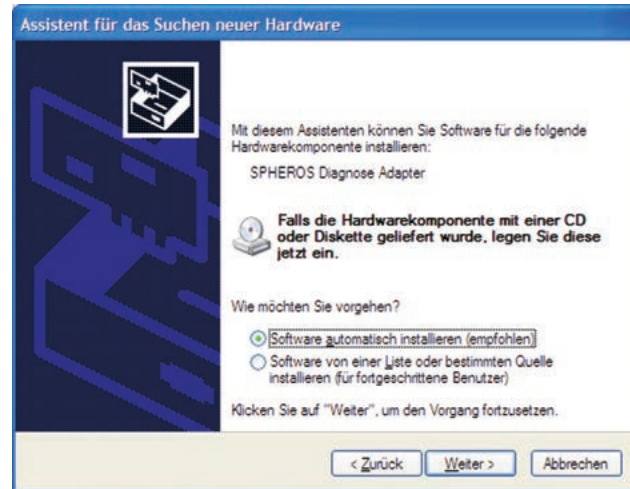 Assistent für das Suchen neuer Hardware
Mit diesem Assistenten können Sie Software für die folgende
Hardwarekomponente installieren:
SPHEROS Diagnose Adapter
Falls die Hardwarekomponente mit einer CD
oder Diskette geliefert wurde, legen Sie diese
jetzt ein.
Wie möchten Sie vorgehen?
Software automatisch installieren (empfohlen)
Software von einer Liste oder bestimmten Quelle
installieren (für fortgeschrittene Benutzer)
Klicken Sie auf "Weiter", um den Vorgang fortzusetzen.
< Zurück Weiter > Abbrechen